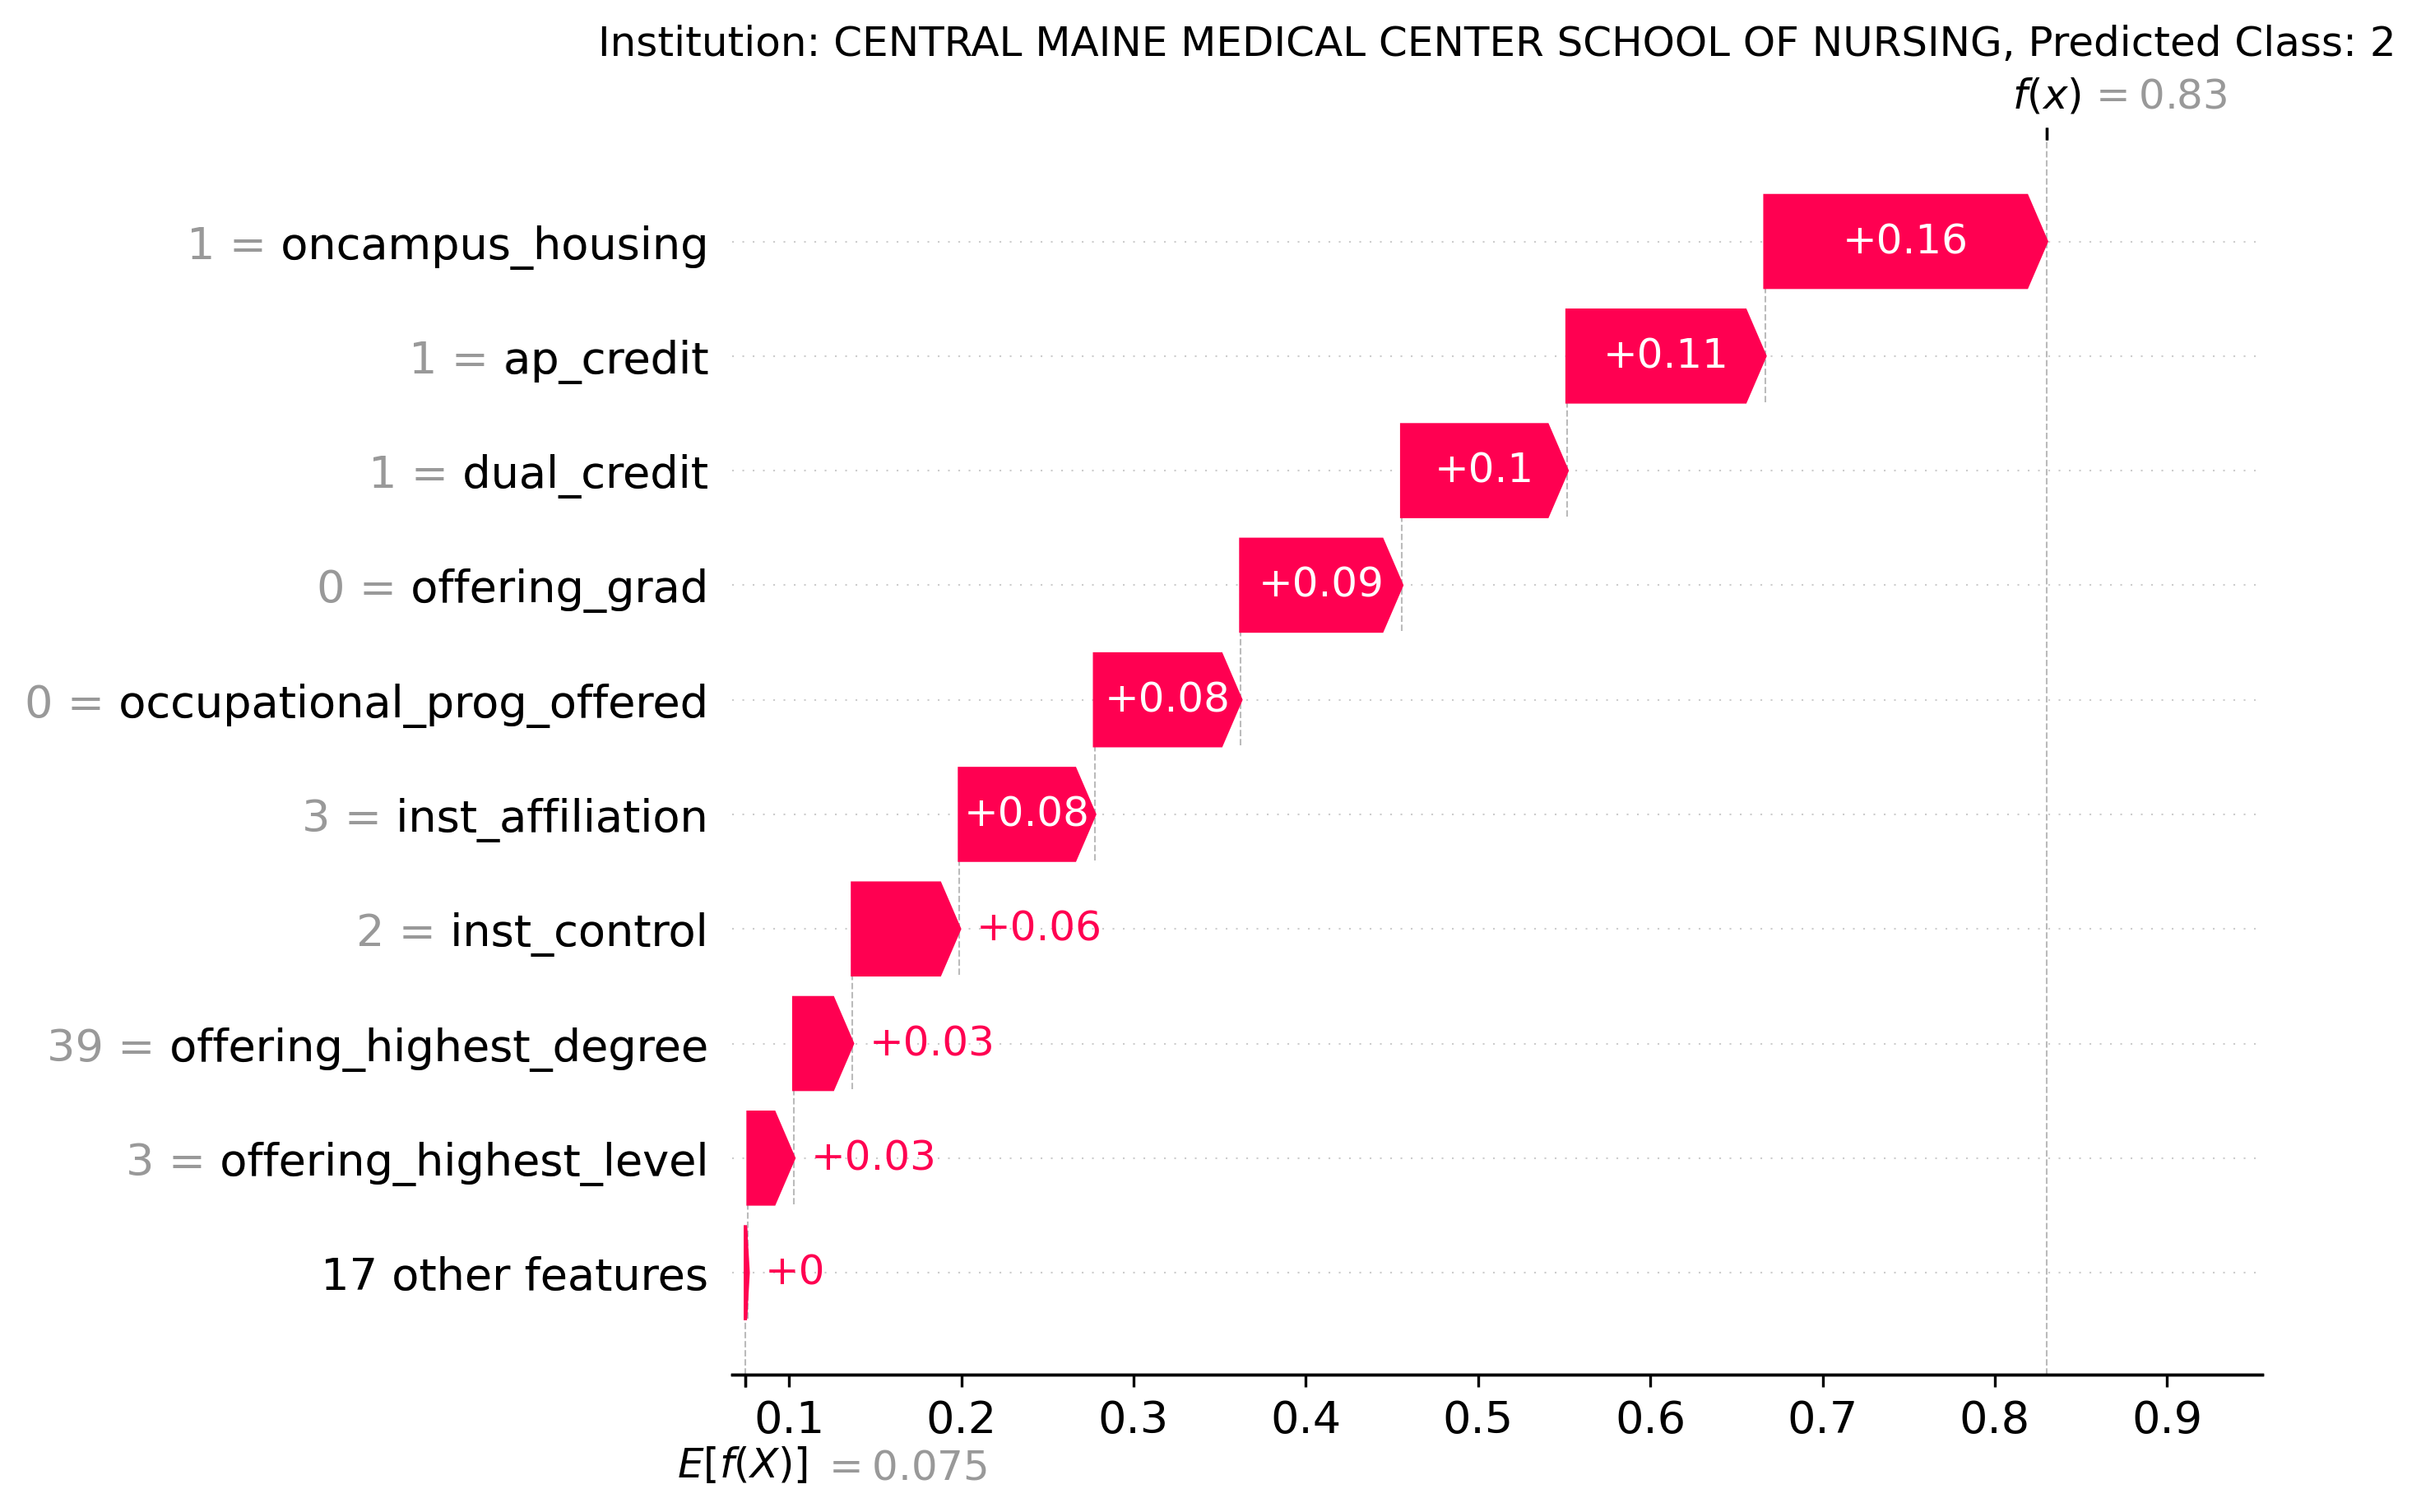 Institution: CENTRAL MAINE MEDICAL CENTER SCHOOL OF NURSING, Predicted Class: 2
f(x) = 0.83
1 = oncampus_housing +0.16
1 = ap_credit +0.11
1 = dual_credit +0.1
0 = offering_grad +0.09
0 = occupational_prog_offered +0.08
3 = inst_affiliation +0.08
2 = inst_control +0.06
39 = offering_highest_degree +0.03
3 = offering_highest_level +0.03
17 other features +0
0.1 0.2 0.3 0.4 0.5 0.6 0.7 0.8 0.9
E[f(X)] = 0.075